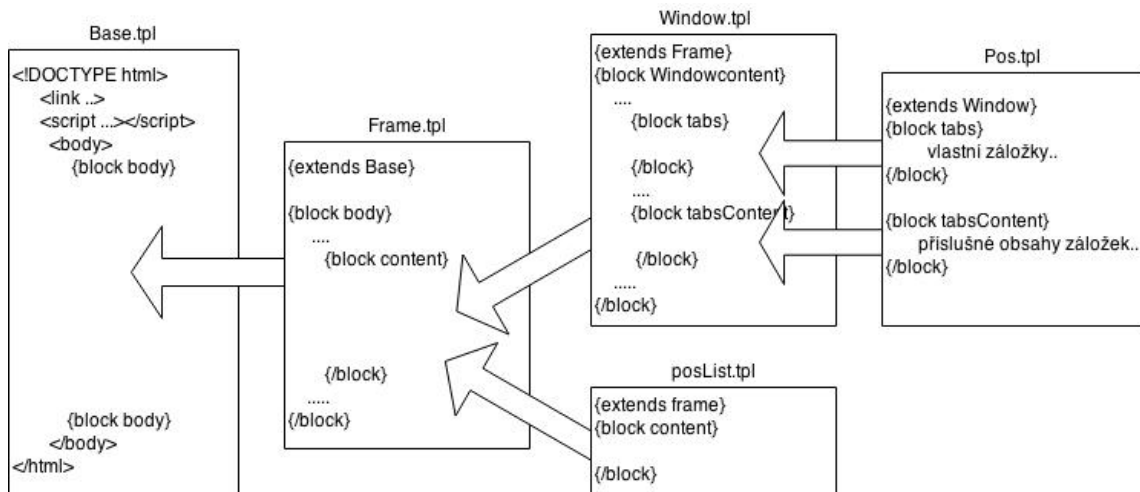 Base.tpl
<!DOCTYPE html>
<link ..>
<script ...></script>
<body>
{block body}
{block body}
</body>
</html>
Frame.tpl
{extends Base}
{block body}
....
{block content}
{/block}
.....
{/block}
Window.tpl
{extends Frame}
{block Windowcontent}
....
{block tabs}
{/block}
....
{block tabsContent}
{/block}
.....
{/block}
Pos.tpl
{extends Window}
{block tabs}
vlastní záložky..
{/block}
{block tabsContent}
příslušné obsahy záložek..
{/block}
posList.tpl
{extends frame}
{block content}
{/block}